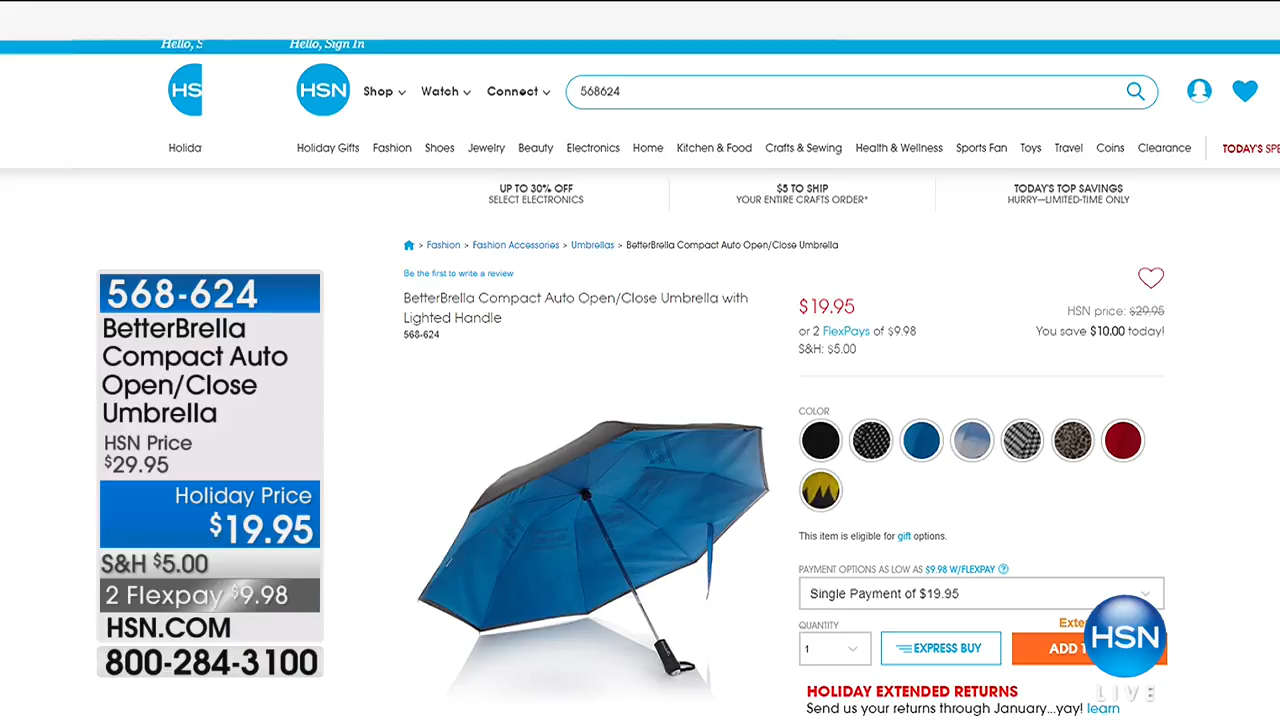 Hello, S
Hello, Sign In
HS
HSN
Shop
Watch
Connect
568624
Holida
Holiday Gifts
Fashion
Shoes
Jewelry
Beauty
Electronics
Home
Kitchen & Food
Crafts & Sewing
Health & Wellness
Sports Fan
Toys
Travel
Coins
Clearance
TODAY'S SPE
UP TO 30% OFF
SELECT ELECTRONICS
$5 TO SHIP
YOUR ENTIRE CRAFTS ORDER*
TODAY'S TOP SAVINGS
HURRY—LIMITED-TIME ONLY
> Fashion > Fashion Accessories > Umbrellas > BetterBrella Compact Auto Open/Close Umbrella
Be the first to write a review
BetterBrella Compact Auto Open/Close Umbrella with
Lighted Handle
568-624
$19.95
HSN price: $29.95
or 2 FlexPays of $9.98
You save $10.00 today!
S&H: $5.00
COLOR
This item is eligible for gift options.
PAYMENT OPTIONS AS LOW AS $9.98 W/FLEXPAY ?
Single Payment of $19.95
QUANTITY
Exte
1
EXPRESS BUY
ADD T
HOLIDAY EXTENDED RETURNS
Send us your returns through January...yay! learn
568-624
BetterBrella
Compact Auto
Open/Close
Umbrella
HSN Price
$29.95
Holiday Price
$19.95
S&H $5.00
2 Flexpay $9.98
HSN.COM
800-284-3100
HSN
LIVE